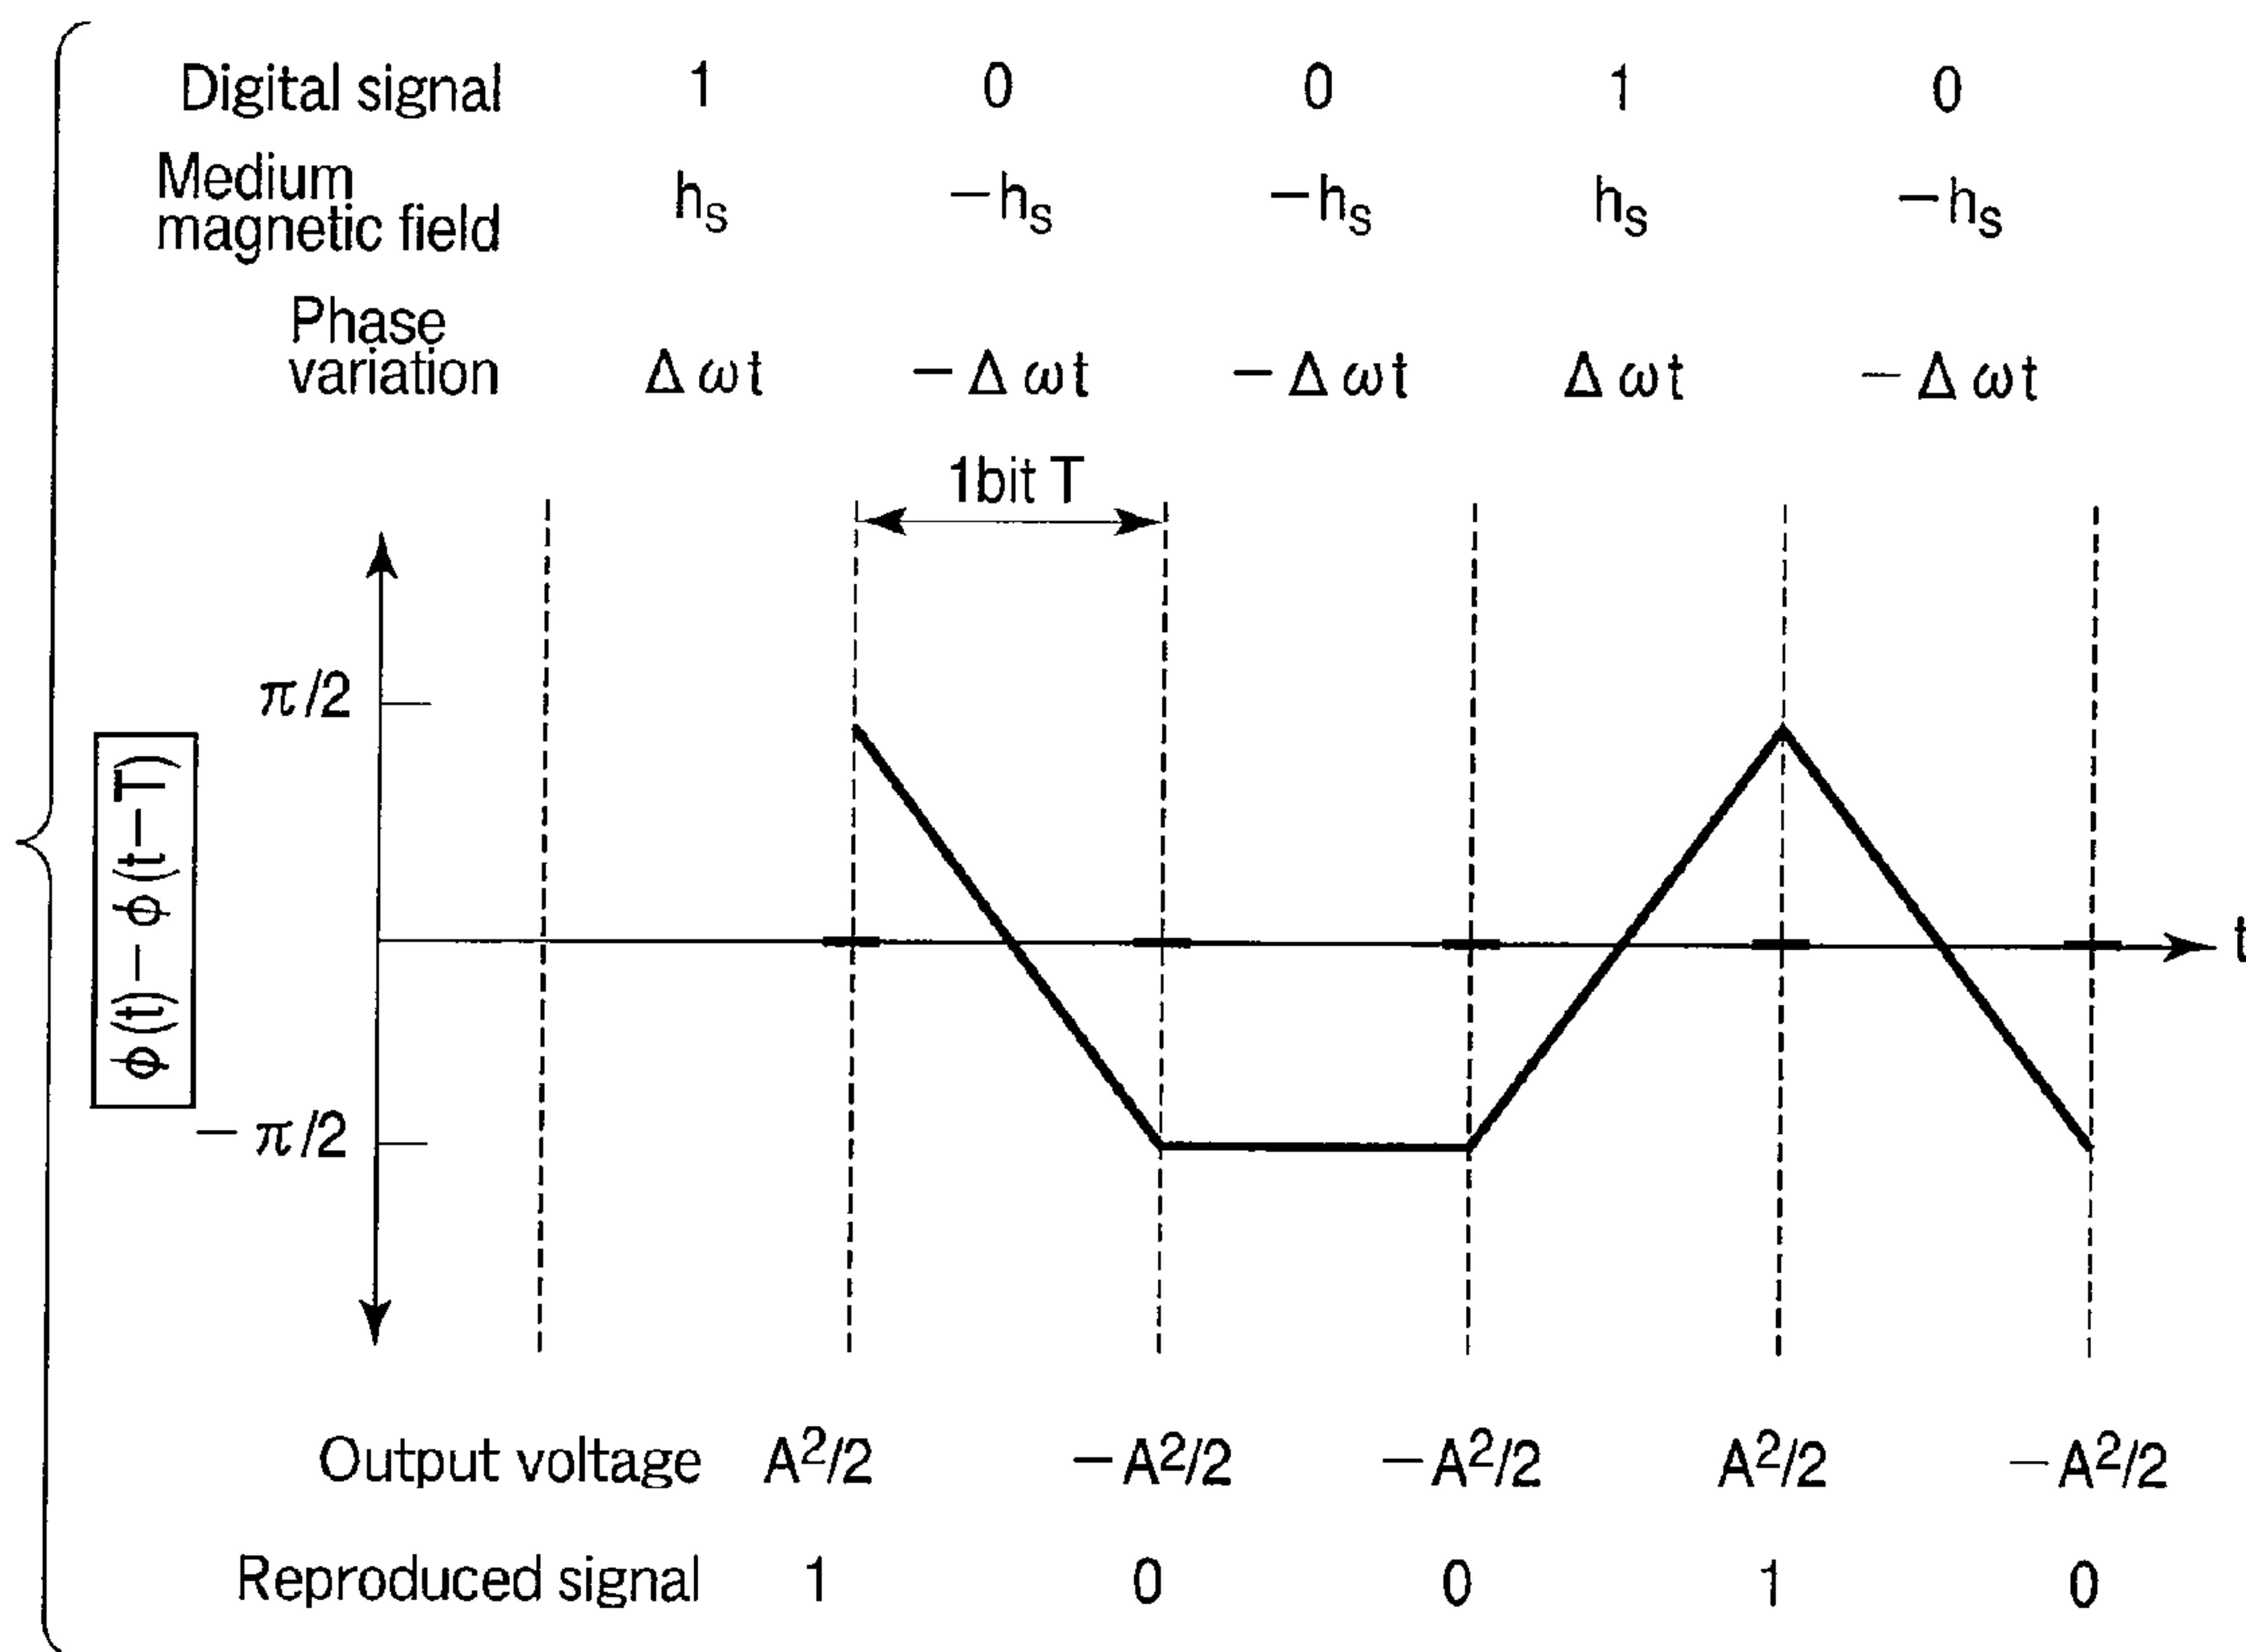 Digital signal 1 0 0 1 0
Medium
magnetic field hS −hS −hS hS −hS
Phase
variation Δωt −Δωt −Δωt Δωt −Δωt
1bit T
π/2
ϕ(t)−ϕ(t−T)
t
−π/2
Output voltage A²/2 −A²/2 −A²/2 A²/2 −A²/2
Reproduced signal 1 0 0 1 0